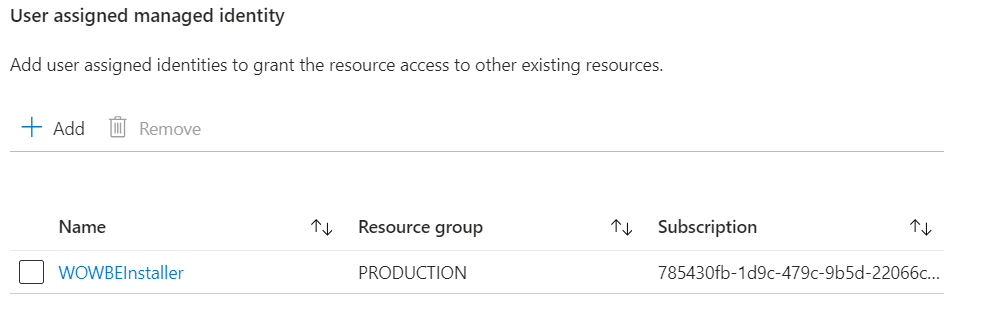 User assigned managed identity
Add user assigned identities to grant the resource access to other existing resources.
Add Remove
Name Resource group Subscription
WOWBEInstaller PRODUCTION 785430fb-1d9c-479c-9b5d-22066c...